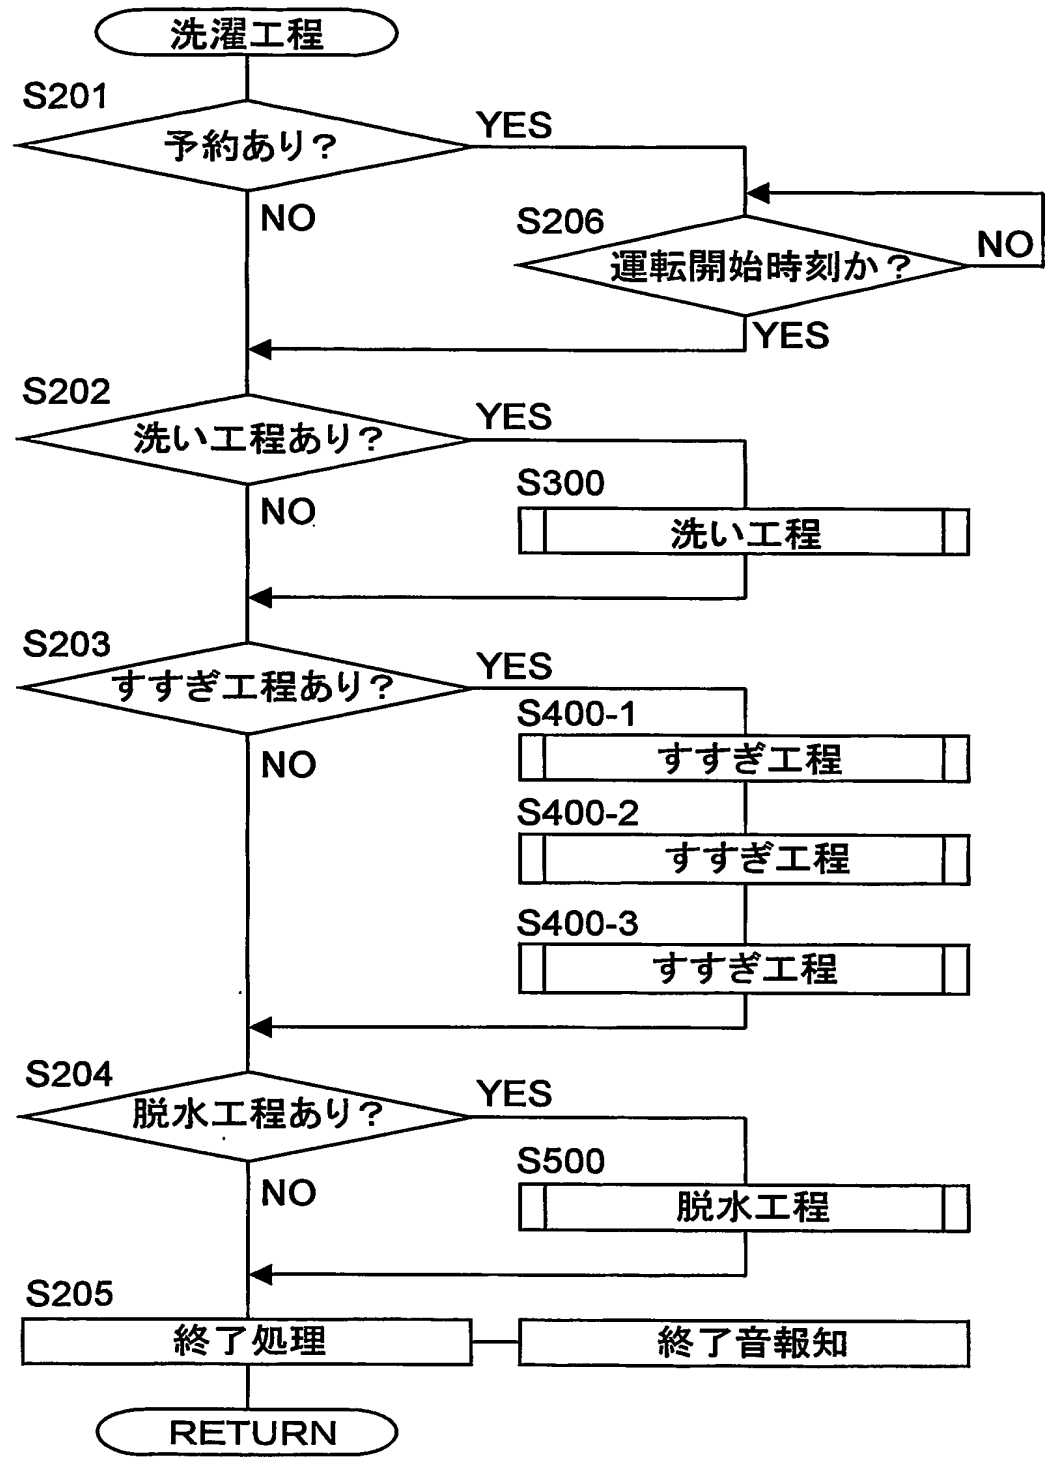 洗濯工程
S201
予約あり？
YES
NO
S206
運転開始時刻か？
NO
YES
S202
洗い工程あり？
YES
NO
S300
洗い工程
S203
すすぎ工程あり？
YES
NO
S400-1
すすぎ工程
S400-2
すすぎ工程
S400-3
すすぎ工程
S204
脱水工程あり？
YES
NO
S500
脱水工程
S205
終了処理
終了音報知
RETURN